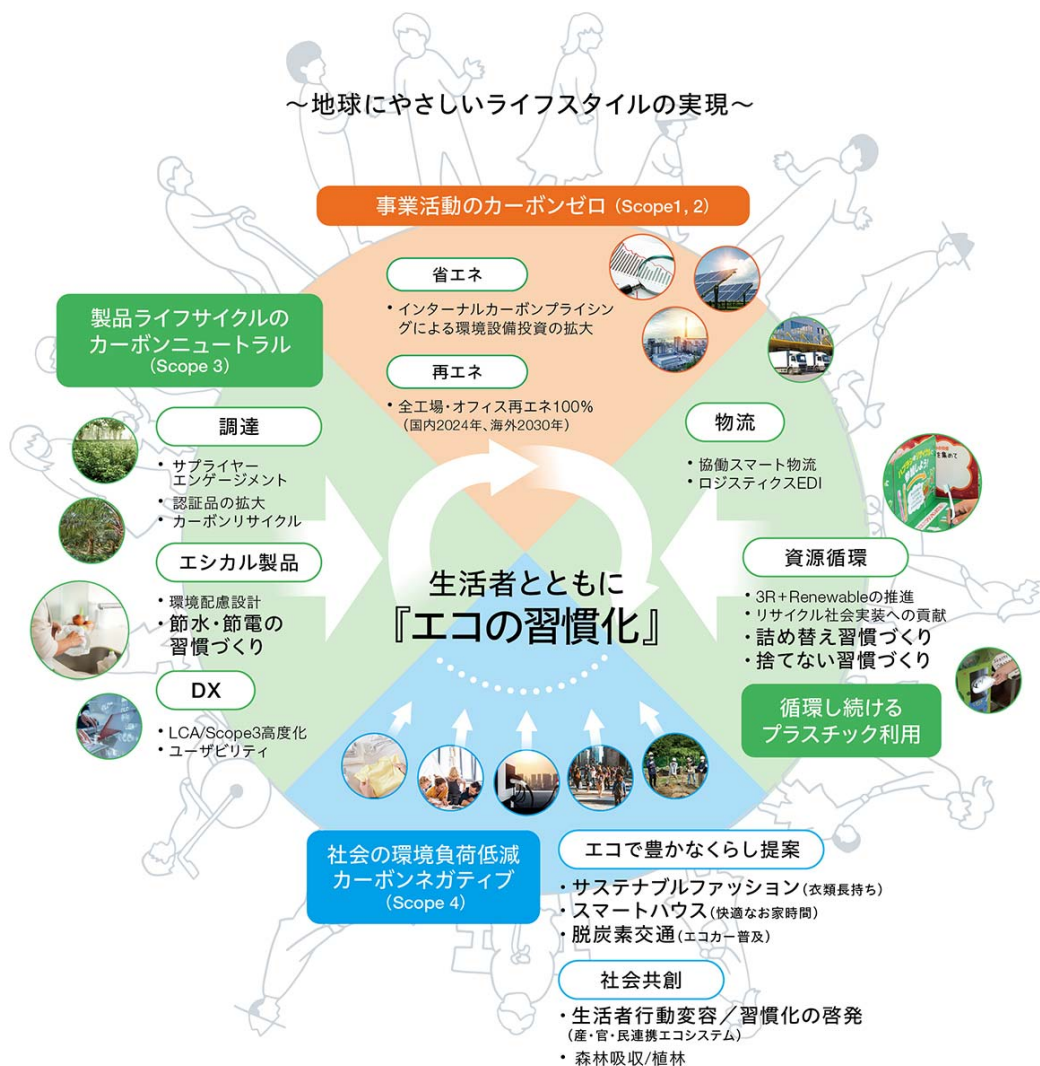 ～地球にやさしいライフスタイルの実現～
事業活動のカーボンゼロ（Scope1, 2）
省エネ
・インターナルカーボンプライシン
グによる環境設備投資の拡大
再エネ
・全工場・オフィス再エネ100%
（国内2024年、海外2030年）
製品ライフサイクルの
カーボンニュートラル
（Scope 3）
調達
・サプライヤー
エンゲージメント
・認証品の拡大
・カーボンリサイクル
エシカル製品
・環境配慮設計
・節水・節電の
習慣づくり
DX
・LCA/Scope3高度化
・ユーザビリティ
物流
・協働スマート物流
・ロジスティクスEDI
資源循環
・3R+Renewableの推進
・リサイクル社会実装への貢献
・詰め替え習慣づくり
・捨てない習慣づくり
循環し続ける
プラスチック利用
生活者とともに
『エコの習慣化』
社会の環境負荷低減
カーボンネガティブ
（Scope 4）
エコで豊かなくらし提案
・サステナブルファッション（衣類長持ち）
・スマートハウス（快適なお家時間）
・脱炭素交通（エコカー普及）
社会共創
・生活者行動変容／習慣化の啓発
（産・官・民連携エコシステム）
・森林吸収/植林